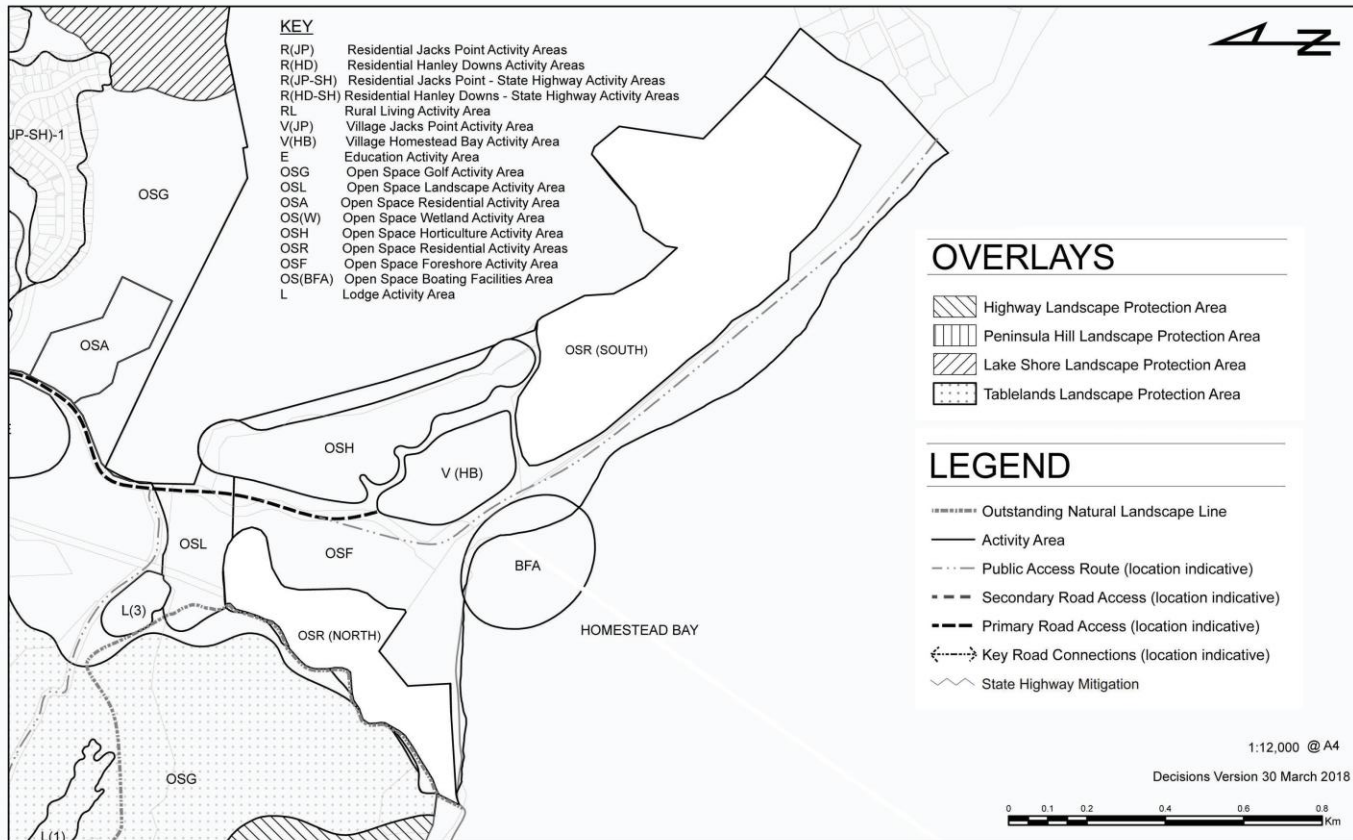 KEY
R(JP) Residential Jacks Point Activity Areas
R(HD) Residential Hanley Downs Activity Areas
R(JP-SH) Residential Jacks Point - State Highway Activity Areas
R(HD-SH) Residential Hanley Downs - State Highway Activity Areas
RL Rural Living Activity Area
V(JP) Village Jacks Point Activity Area
V(HB) Village Homestead Bay Activity Area
E Education Activity Area
OSG Open Space Golf Activity Area
OSL Open Space Landscape Activity Area
OSA Open Space Residential Activity Area
OS(W) Open Space Wetland Activity Area
OSH Open Space Horticulture Activity Area
OSR Open Space Residential Activity Areas
OSF Open Space Foreshore Activity Area
OS(BFA) Open Space Boating Facilities Area
L Lodge Activity Area
Z
JP-SH)-1
OSG
OSA
E
OSR (SOUTH)
OSH
V (HB)
OSL
OSF
BFA
L(3)
OSR (NORTH)
HOMESTEAD BAY
OSG
L(1)
OVERLAYS
Highway Landscape Protection Area
Peninsula Hill Landscape Protection Area
Lake Shore Landscape Protection Area
Tablelands Landscape Protection Area
LEGEND
Outstanding Natural Landscape Line
Activity Area
Public Access Route (location indicative)
Secondary Road Access (location indicative)
Primary Road Access (location indicative)
Key Road Connections (location indicative)
State Highway Mitigation
1:12,000 @ A4
Decisions Version 30 March 2018
0 0.1 0.2 0.4 0.6 0.8
Km